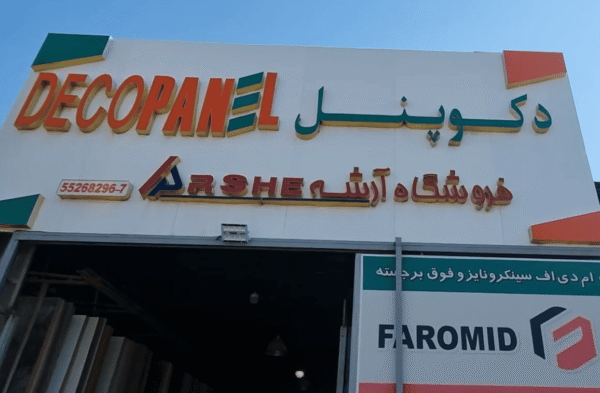 DECOPANEL دکوپنل
55268296-7 ARSHE فروشگاه آرشه
ام دی اف سینکرونایز و فوق برجسته
FAROMID